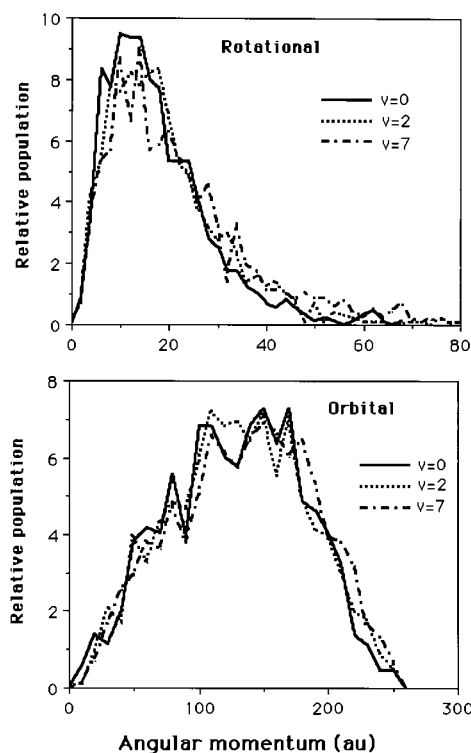 10
Rotational
8
v=0
v=2
v=7
6
4
2
0
0 20 40 60 80
Relative population
8
Orbital
6
v=0
v=2
v=7
4
2
0
0 100 200 300
Relative population
Angular momentum (au)